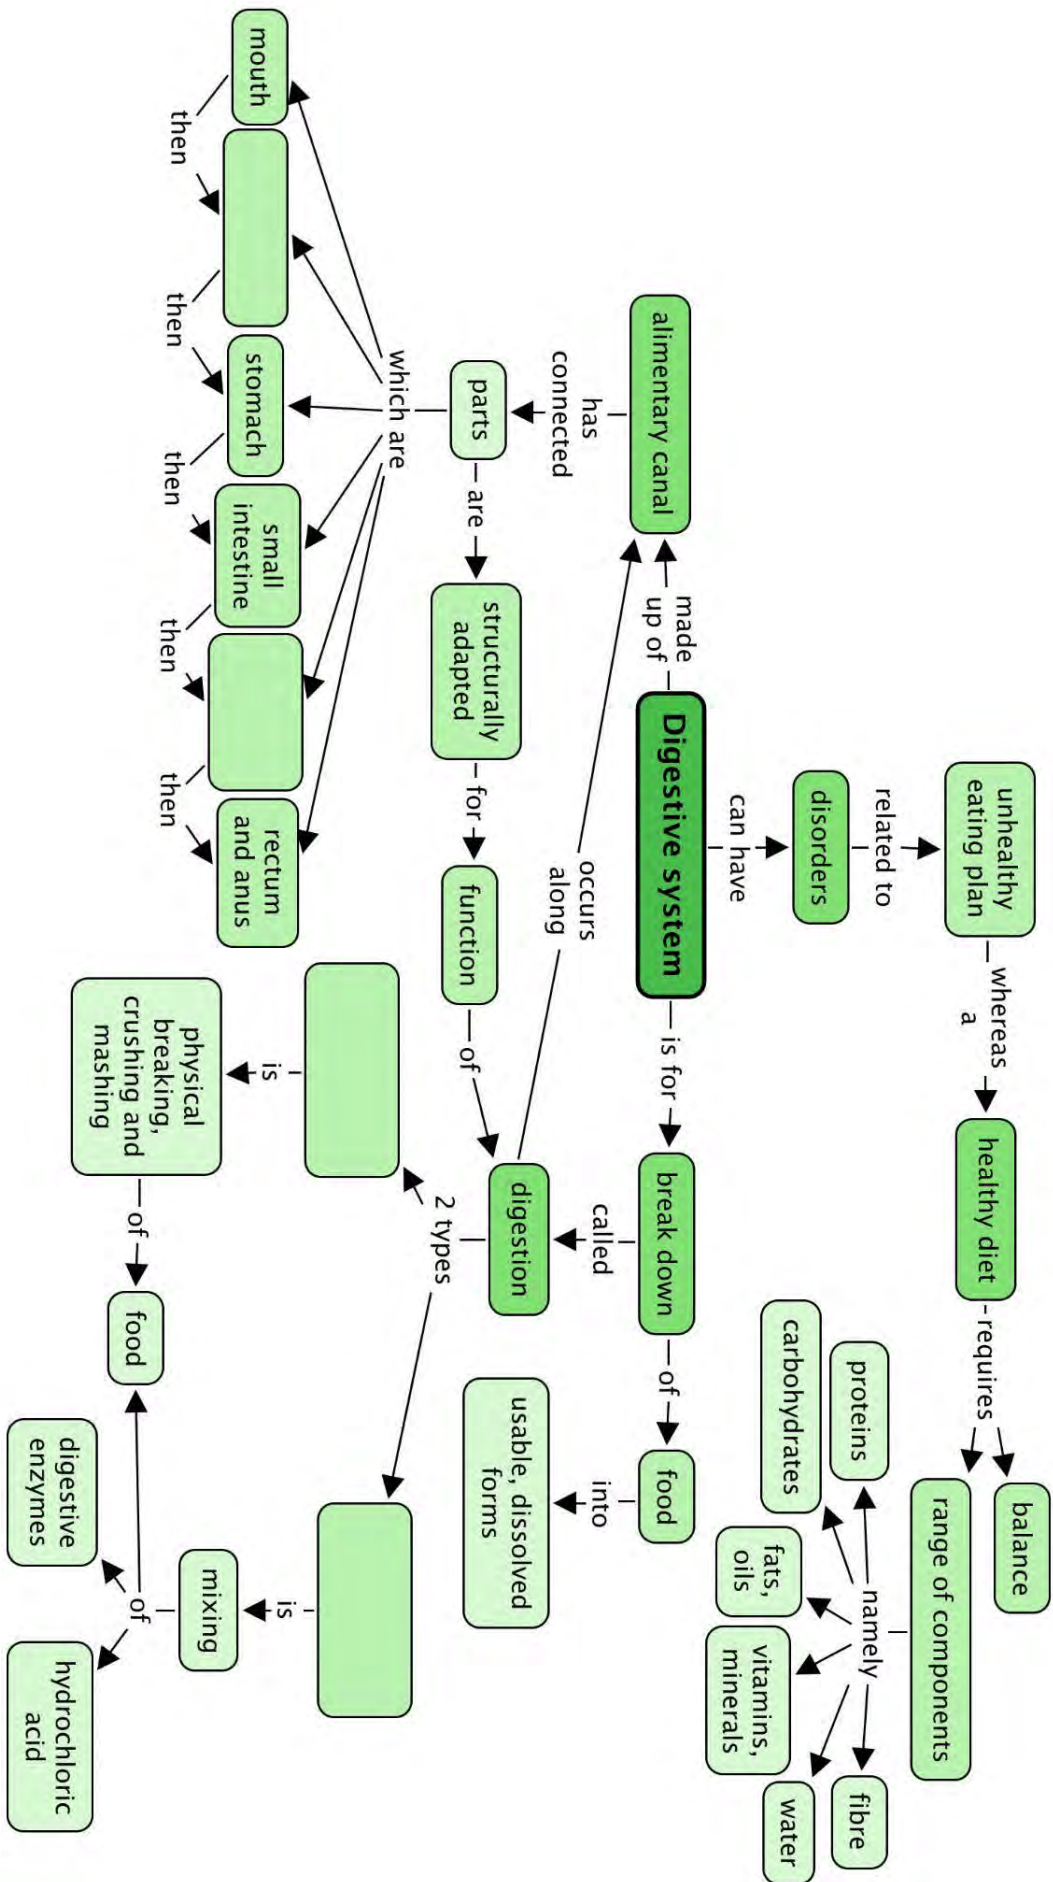 unhealthy
eating plan
whereas
a
healthy diet
requires
balance
range of components
related to
disorders
can have
namely
proteins
carbohydrates
fats,
oils
vitamins,
minerals
water
fibre
Digestive system
made
up of
alimentary canal
is for
break down
of
food
into
usable, dissolved
forms
called
digestion
occurs
along
has
connected
parts
are
structurally
adapted
for
function
of
which are
mouth
then
then
stomach
then
small
intestine
then
then
rectum
and anus
2 types
is
physical
breaking,
crushing and
mashing
of
food
is
mixing
of
digestive
enzymes
hydrochloric
acid